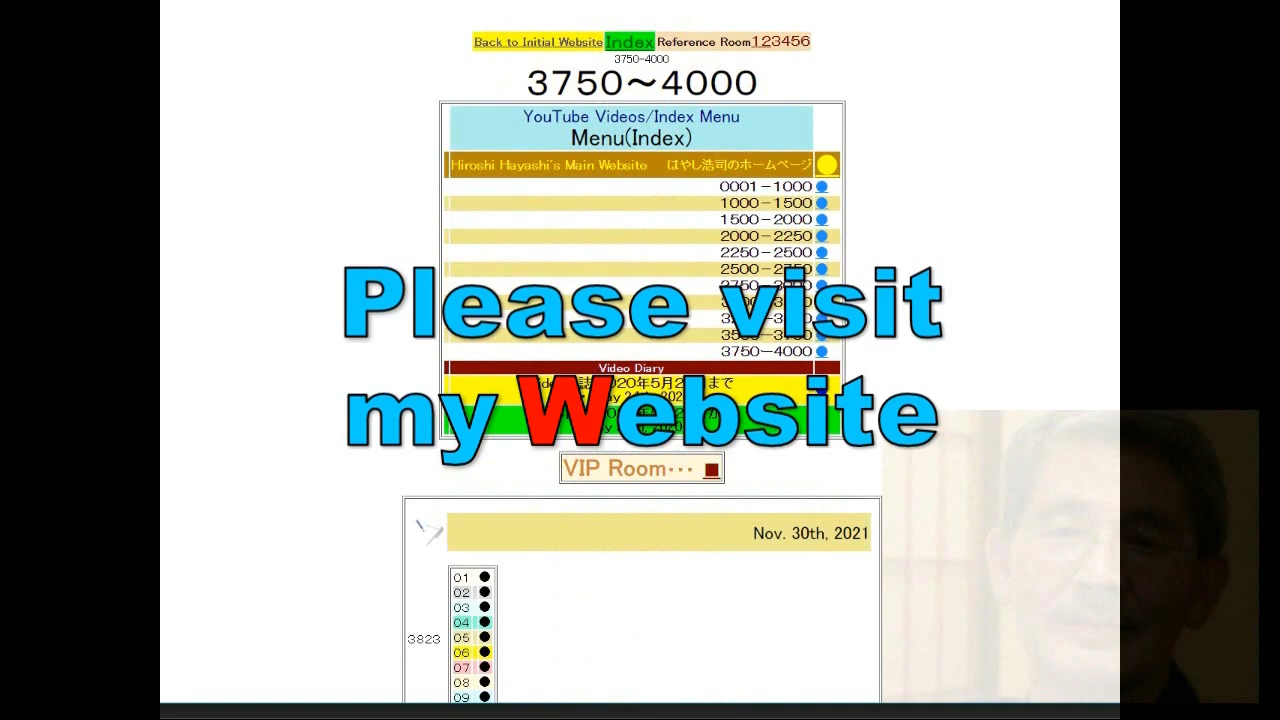 Back to Initial Website Index Reference Room123456
3750-4000
3750～4000
YouTube Videos/Index Menu
Menu(Index)
Hiroshi Hayashi's Main Website はやし浩司のホームページ
0001－1000
1000－1500
1500－2000
2000－2250
2250－2500
2500－2750
3750－4000
Please visit
my Website
Video Diary
VIP Room･･･
Nov. 30th, 2021
3823
01
02
03
04
05
06
07
08
09